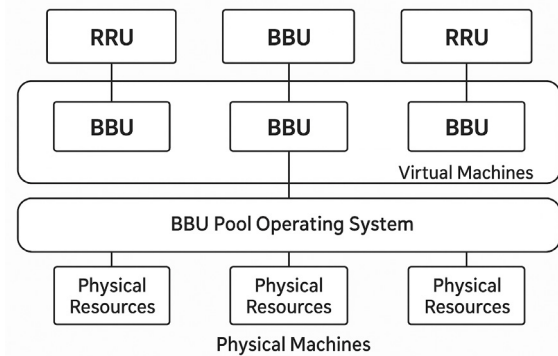 RRU
BBU
RRU
BBU
BBU
BBU
Virtual Machines
BBU Pool Operating System
Physical
Resources
Physical
Resources
Physical
Resources
Physical Machines